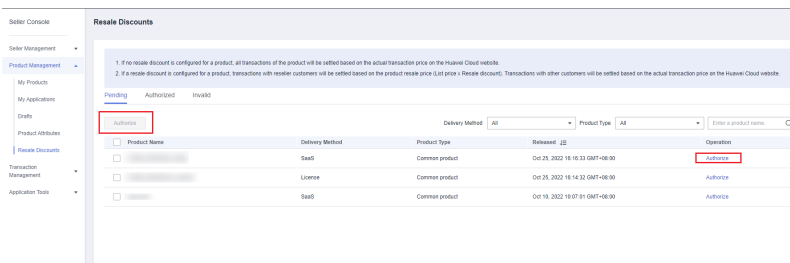 Seller Console
Resale Discounts
Seller Management
Product Management
My Products
My Applications
Drafts
Product Attributes
Resale Discounts
Transaction
Management
Application Tools
1. If no resale discount is configured for a product, all transactions of the product will be settled based on the actual transaction price on the Huawei Cloud website.
2. If a resale discount is configured for a product, transactions with reseller customers will be settled based on the product resale price (List price x Resale discount). Transactions with other customers will be settled based on the actual transaction price on the Huawei Cloud website.
Pending Authorized Invalid
Authorize Delivery Method All Product Type All Enter a product name.
Product Name Delivery Method Product Type Released Operation
SaaS Common product Oct 25, 2022 16:16:33 GMT+08:00 Authorize
License Common product Oct 25, 2022 16:14:32 GMT+08:00 Authorize
SaaS Common product Oct 10, 2022 10:07:01 GMT+08:00 Authorize